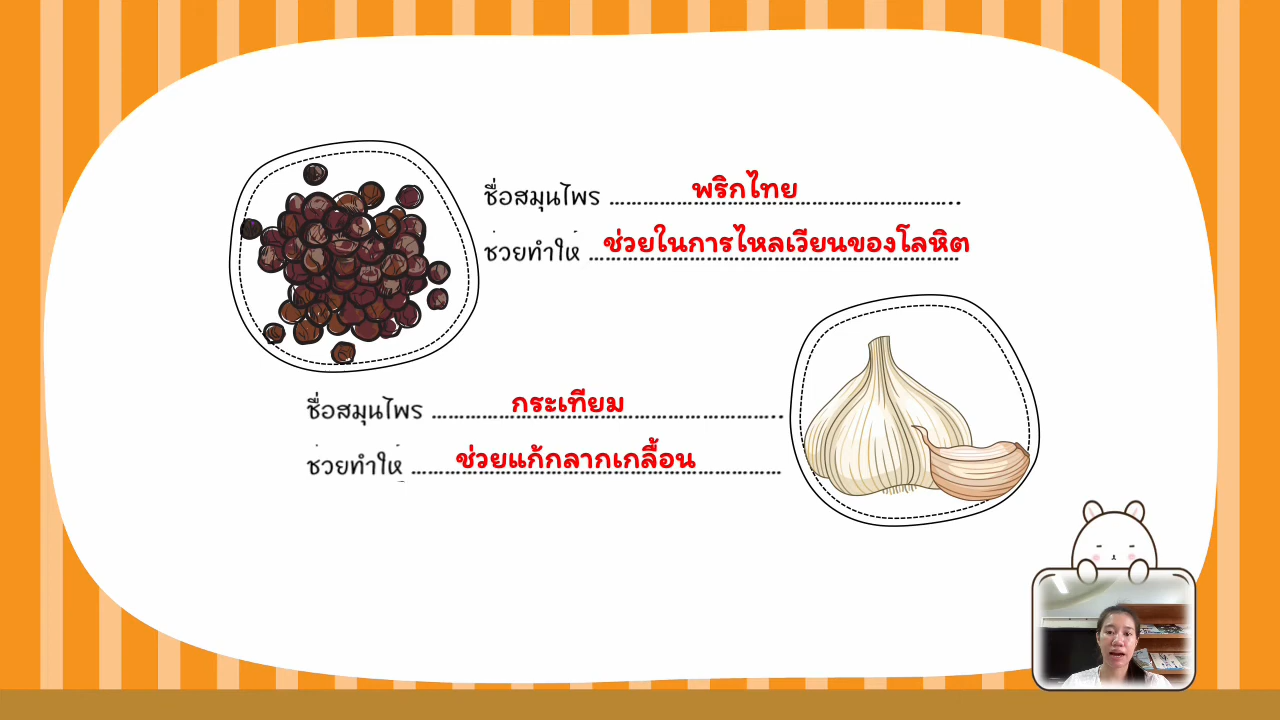 ชื่อสมุนไพร ........พริกไทย........
ช่วยทำให้ ช่วยในการไหลเวียนของโลหิต
ชื่อสมุนไพร ........กระเทียม........
ช่วยทำให้ ........ช่วยแก้กลากเกลื้อน........